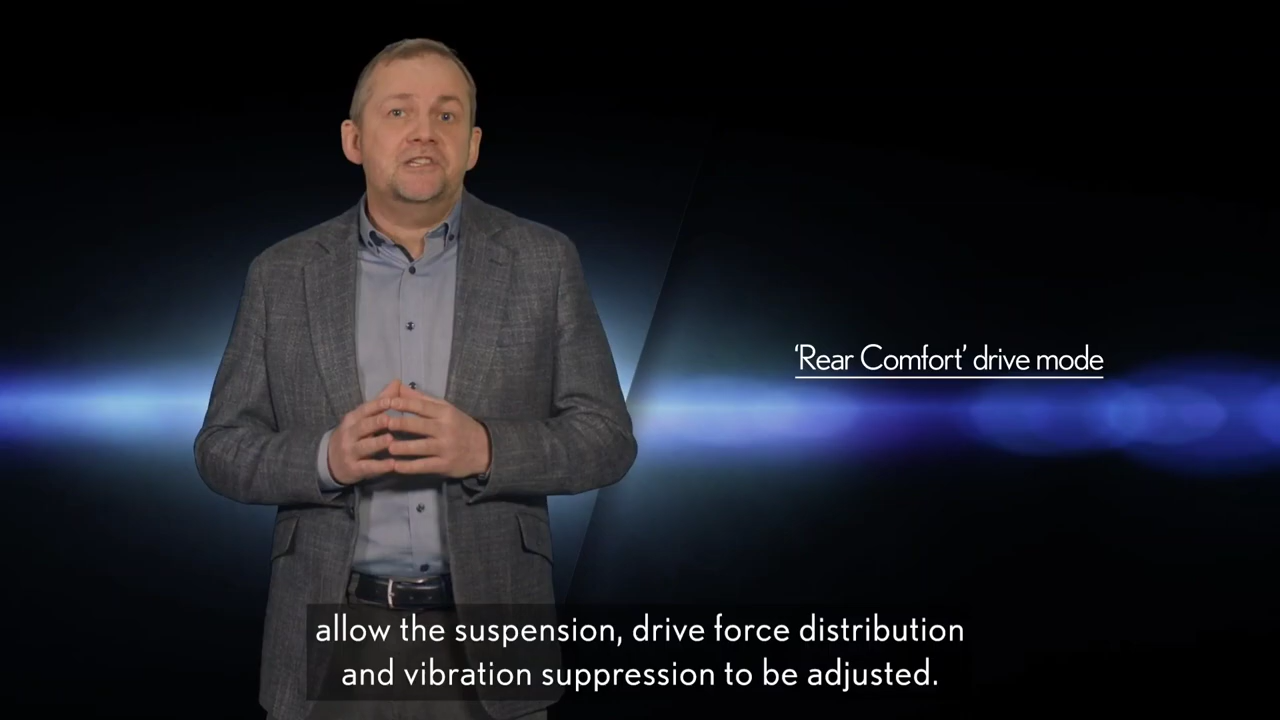 ‘Rear Comfort’ drive mode
allow the suspension, drive force distribution
and vibration suppression to be adjusted.